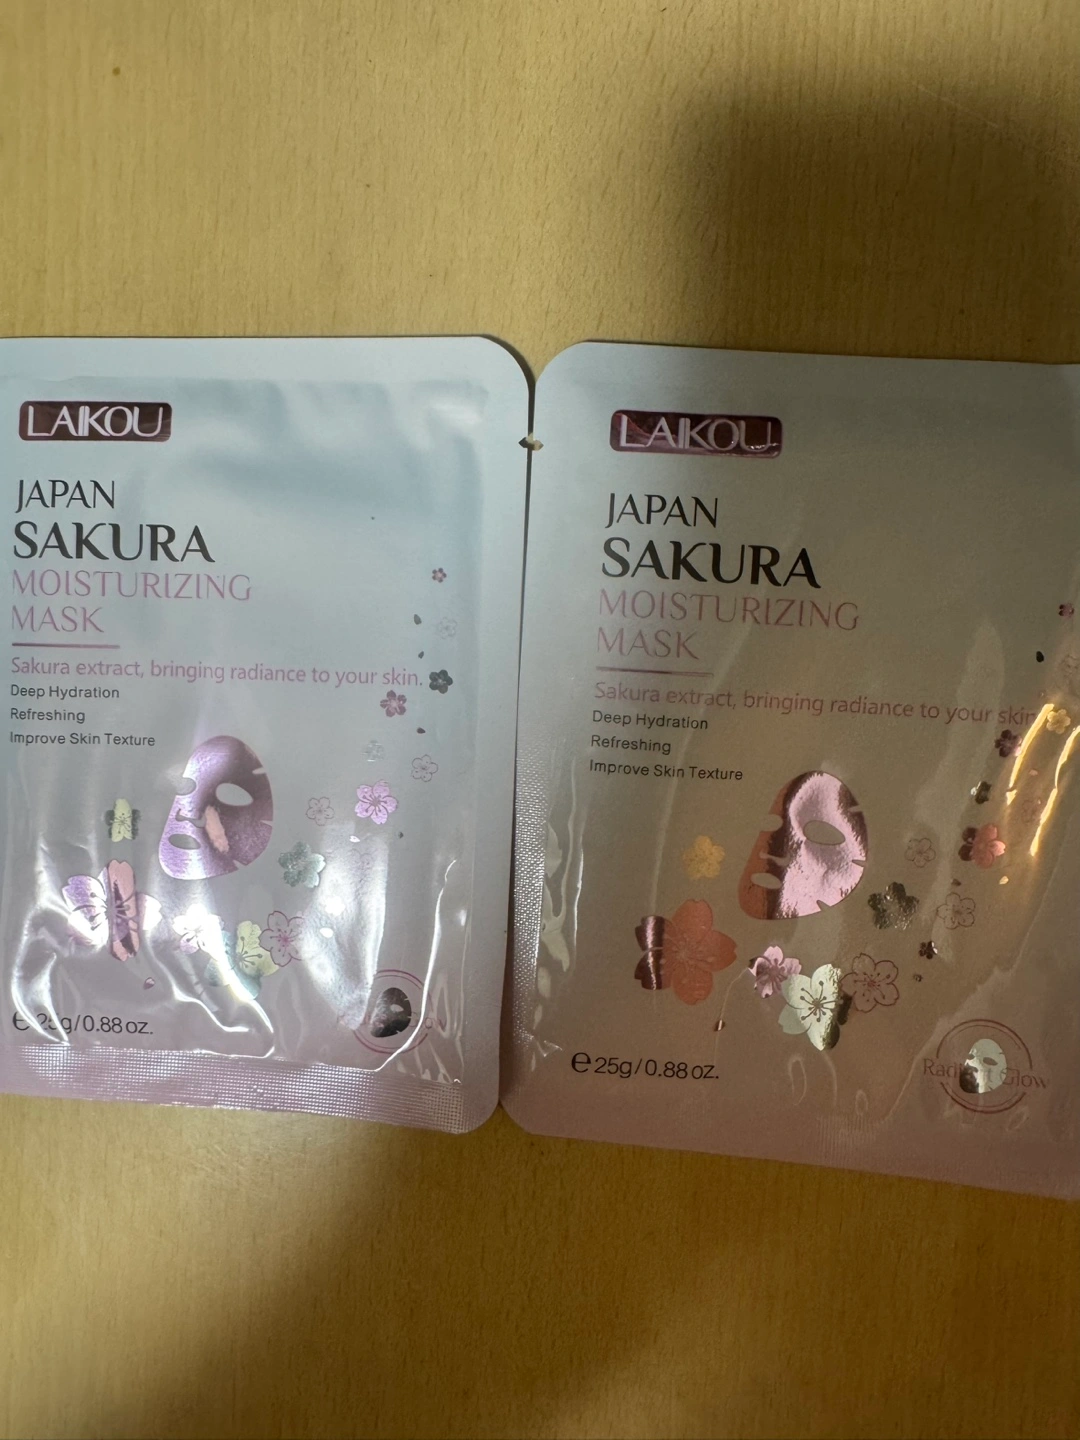 LAIKOU
JAPAN
SAKURA
MOISTURIZING
MASK
Sakura extract, bringing radiance to your skin.
Deep Hydration
Refreshing
Improve Skin Texture
e 25g/0.88 oz.
LAIKOU
JAPAN
SAKURA
MOISTURIZING
MASK
Sakura extract, bringing radiance to your skin
Deep Hydration
Refreshing
Improve Skin Texture
e 25g/0.88 oz.
Glow